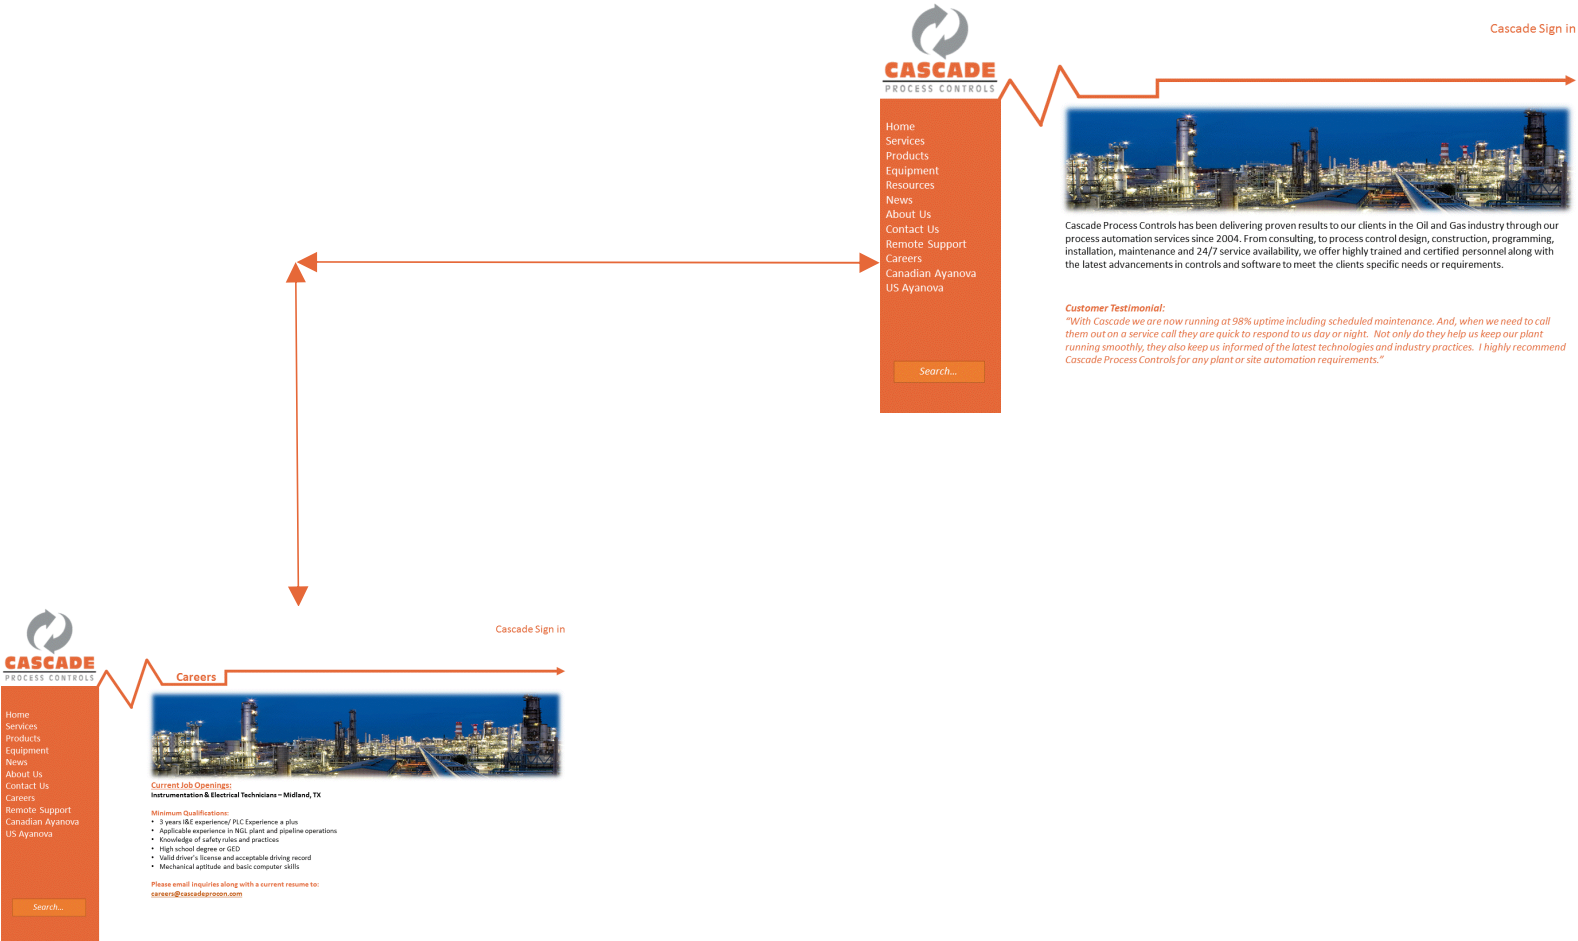 CASCADE
PROCESS CONTROLS
Cascade Sign in
Home
Services
Products
Equipment
Resources
News
About Us
Contact Us
Remote Support
Careers
Canadian Ayanova
US Ayanova
Search...
Cascade Process Controls has been delivering proven results to our clients in the Oil and Gas industry through our
process automation services since 2004. From consulting, to process control design, construction, programming,
installation, maintenance and 24/7 service availability, we offer highly trained and certified personnel along with
the latest advancements in controls and software to meet the clients specific needs or requirements.
Customer Testimonial:
"With Cascade we are now running at 98% uptime including scheduled maintenance. And, when we need to call
them out on a service call they are quick to respond to us day or night. Not only do they help us keep our plant
running smoothly, they also keep us informed of the latest technologies and industry practices. I highly recommend
Cascade Process Controls for any plant or site automation requirements."
CASCADE
PROCESS CONTROLS
Cascade Sign in
Careers
Home
Services
Products
Equipment
News
About Us
Contact Us
Careers
Remote Support
Canadian Ayanova
US Ayanova
Search...
Current Job Openings:
Instrumentation & Electrical Technicians – Midland, TX
Minimum Qualifications:
• 3 years I&E experience/ PLC Experience a plus
• Applicable experience in NGL plant and pipeline operations
• Knowledge of safety rules and practices
• High school degree or GED
• Valid driver's license and acceptable driving record
• Mechanical aptitude and basic computer skills
Please email inquiries along with a current resume to:
careers@cascadeprocon.com